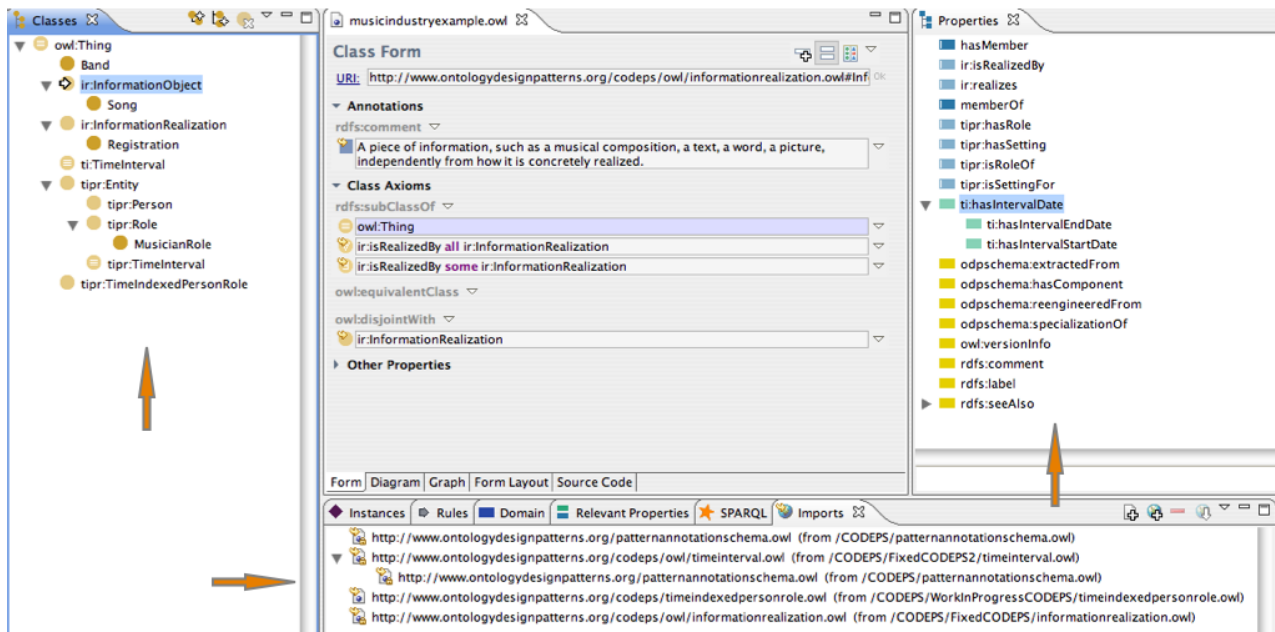 Classes
owl:Thing
Band
ir:InformationObject
Song
ir:InformationRealization
Registration
ti:TimeInterval
tipr:Entity
tipr:Person
tipr:Role
MusicianRole
tipr:TimeInterval
tipr:TimeIndexedPersonRole
musicindustryexample.owl
Class Form
URI: http://www.ontologydesignpatterns.org/codeps/owl/informationrealization.owl#Inf Ok
Annotations
rdfs:comment
A piece of information, such as a musical composition, a text, a word, a picture,
independently from how it is concretely realized.
Class Axioms
rdfs:subClassOf
owl:Thing
ir:isRealizedBy all ir:InformationRealization
ir:isRealizedBy some ir:InformationRealization
owl:equivalentClass
owl:disjointWith
ir:InformationRealization
Other Properties
Form Diagram Graph Form Layout Source Code
Properties
hasMember
ir:isRealizedBy
ir:realizes
memberOf
tipr:hasRole
tipr:hasSetting
tipr:isRoleOf
tipr:isSettingFor
ti:hasIntervalDate
ti:hasIntervalEndDate
ti:hasIntervalStartDate
odpschema:extractedFrom
odpschema:hasComponent
odpschema:reengineeredFrom
odpschema:specializationOf
owl:versionInfo
rdfs:comment
rdfs:label
rdfs:seeAlso
Instances Rules Domain Relevant Properties SPARQL Imports
http://www.ontologydesignpatterns.org/patternannotationschema.owl (from /CODEPS/patternannotationschema.owl)
http://www.ontologydesignpatterns.org/codeps/owl/timeinterval.owl (from /CODEPS/FixedCODEPS2/timeinterval.owl)
http://www.ontologydesignpatterns.org/patternannotationschema.owl (from /CODEPS/patternannotationschema.owl)
http://www.ontologydesignpatterns.org/codeps/timeindexedpersonrole.owl (from /CODEPS/WorkInProgressCODEPS/timeindexedpersonrole.owl)
http://www.ontologydesignpatterns.org/codeps/owl/informationrealization.owl (from /CODEPS/FixedCODEPS/informationrealization.owl)